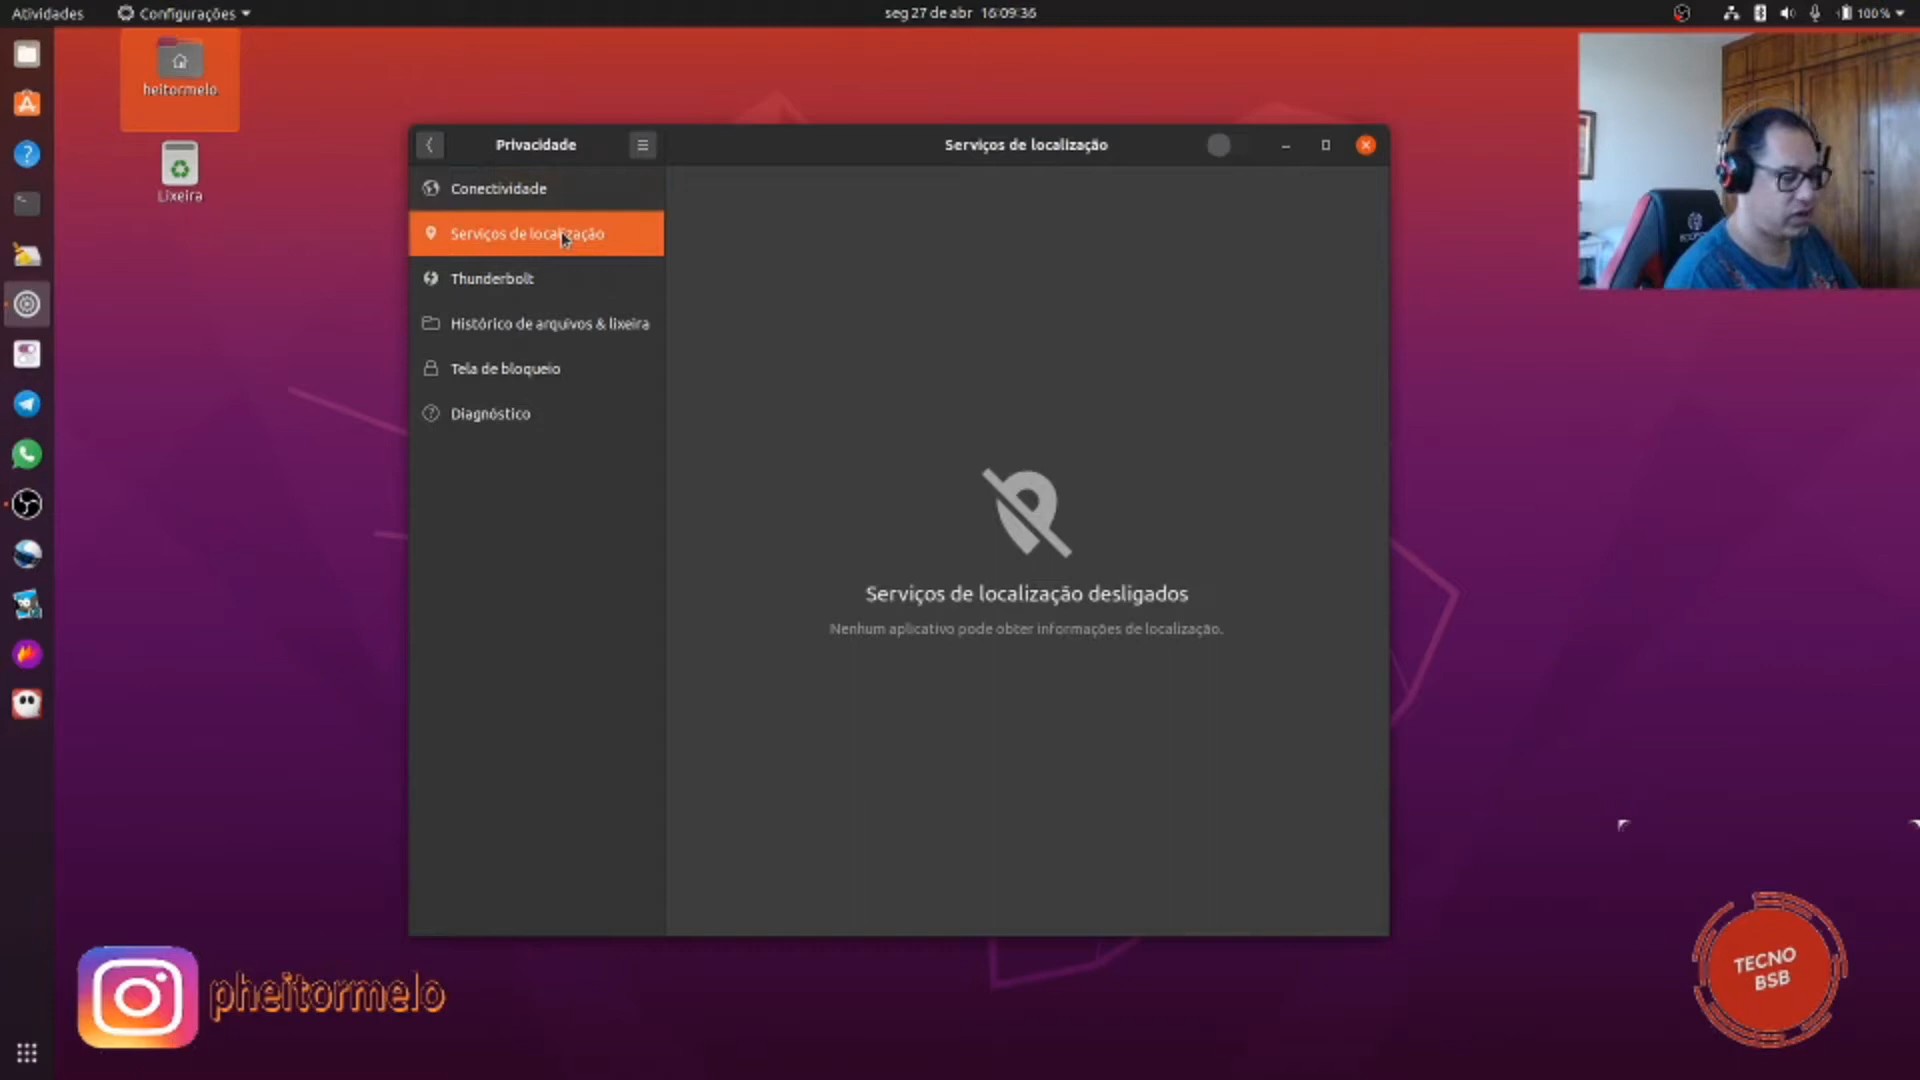 Atividades
Configurações
seg 27 de abr 16:09:36
100%
heitormelo
Lixeira
Privacidade
Serviços de localização
Conectividade
Serviços de localização
Thunderbolt
Histórico de arquivos & lixeira
Tela de bloqueio
Diagnóstico
Serviços de localização desligados
Nenhum aplicativo pode obter informações de localização.
pheitormelo
TECNO
BSB